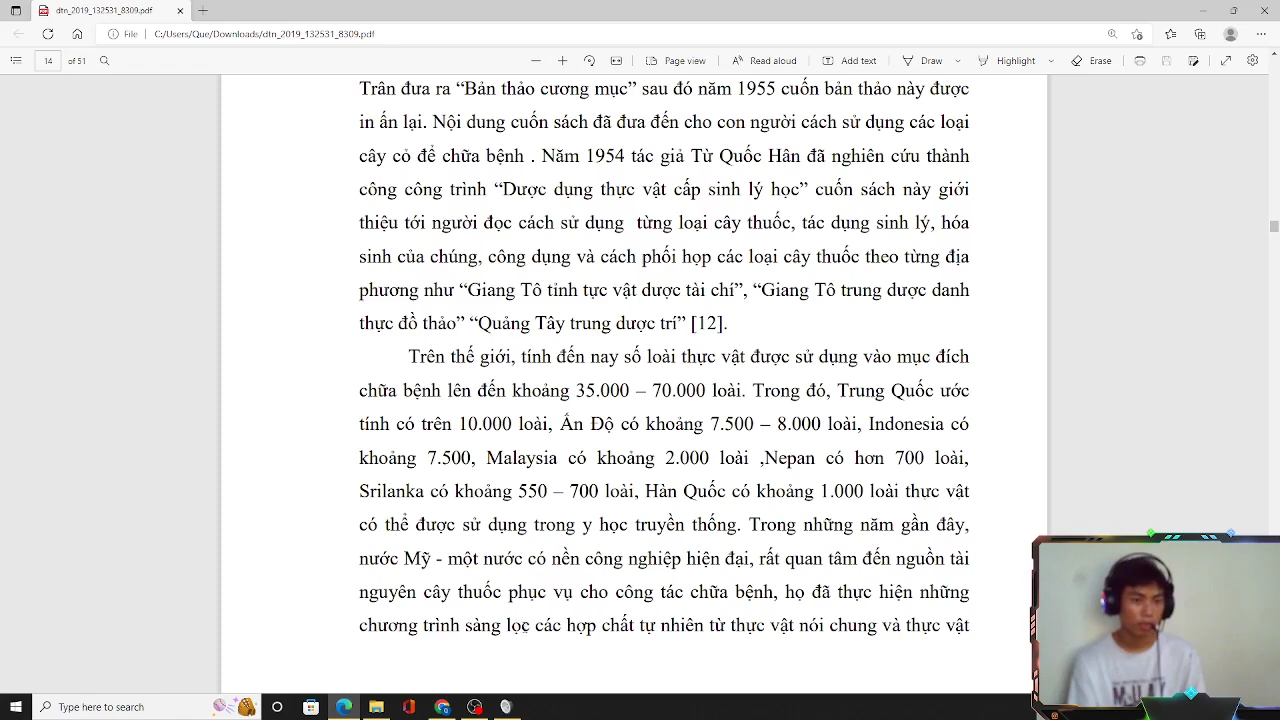 dtn_2019_132531_8309.pdf
File C:/Users/Que/Downloads/dtn_2019_132531_8309.pdf
14 of 51 Page view Read aloud Add text Draw Highlight Erase
Trân đưa ra “Bản thảo cương mục” sau đó năm 1955 cuốn bản thảo này được
in ấn lại. Nội dung cuốn sách đã đưa đến cho con người cách sử dụng các loại
cây cỏ để chữa bệnh . Năm 1954 tác giả Từ Quốc Hân đã nghiên cứu thành
công công trình “Dược dụng thực vật cấp sinh lý học” cuốn sách này giới
thiệu tới người đọc cách sử dụng từng loại cây thuốc, tác dụng sinh lý, hóa
sinh của chúng, công dụng và cách phối họp các loại cây thuốc theo từng địa
phương như “Giang Tô tỉnh tực vật dược tài chí”, “Giang Tô trung dược danh
thực đồ thảo” “Quảng Tây trung dược trí” [12].
Trên thế giới, tính đến nay số loài thực vật được sử dụng vào mục đích
chữa bệnh lên đến khoảng 35.000 – 70.000 loài. Trong đó, Trung Quốc ước
tính có trên 10.000 loài, Ấn Độ có khoảng 7.500 – 8.000 loài, Indonesia có
khoảng 7.500, Malaysia có khoảng 2.000 loài ,Nepan có hơn 700 loài,
Srilanka có khoảng 550 – 700 loài, Hàn Quốc có khoảng 1.000 loài thực vật
có thể được sử dụng trong y học truyền thống. Trong những năm gần đây,
nước Mỹ - một nước có nền công nghiệp hiện đại, rất quan tâm đến nguồn tài
nguyên cây thuốc phục vụ cho công tác chữa bệnh, họ đã thực hiện những
chương trình sàng lọc các hợp chất tự nhiên từ thực vật nói chung và thực vật
Type here to search